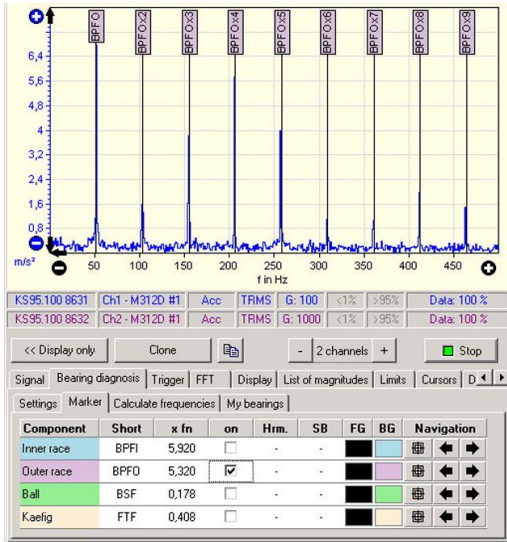 BPFO BPFOx2 BPFOx3 BPFOx4 BPFOx5 BPFOx6 BPFOx7 BPFOx8 BPFOx9
6,4
5,6
4,8
4
3,2
2,4
1,6
0,8
m/s²
50 100 150 200 250 300 350 400 450
f in Hz
KS95.100 8631 Ch1 - M312D #1 Acc TRMS G: 100 <1% >95% Data: 100 %
KS95.100 8632 Ch2 - M312D #1 Acc TRMS G: 1000 <1% >95% Data: 100 %
<< Display only Clone - 2 channels + Stop
Signal Bearing diagnosis Trigger FFT Display List of magnitudes Limits Cursors D
Settings Marker Calculate frequencies My bearings
Component Short x fn on Hrm. SB FG BG Navigation
Inner race BPFI 5,920 - -
Outer race BPFO 5,320 - -
Ball BSF 0,178 - -
Kaefig FTF 0,408 - -